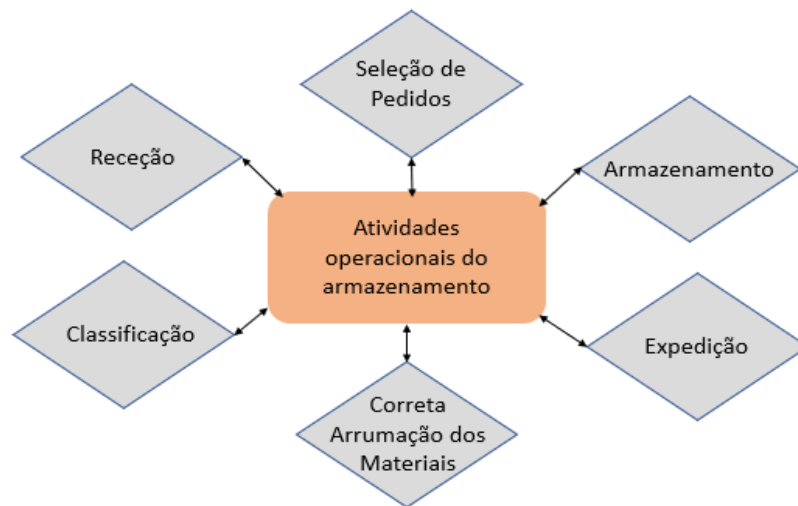 Seleção de
Pedidos
Receção
Armazenamento
Atividades
operacionais do
armazenamento
Classificação
Expedição
Correta
Arrumação dos
Materiais